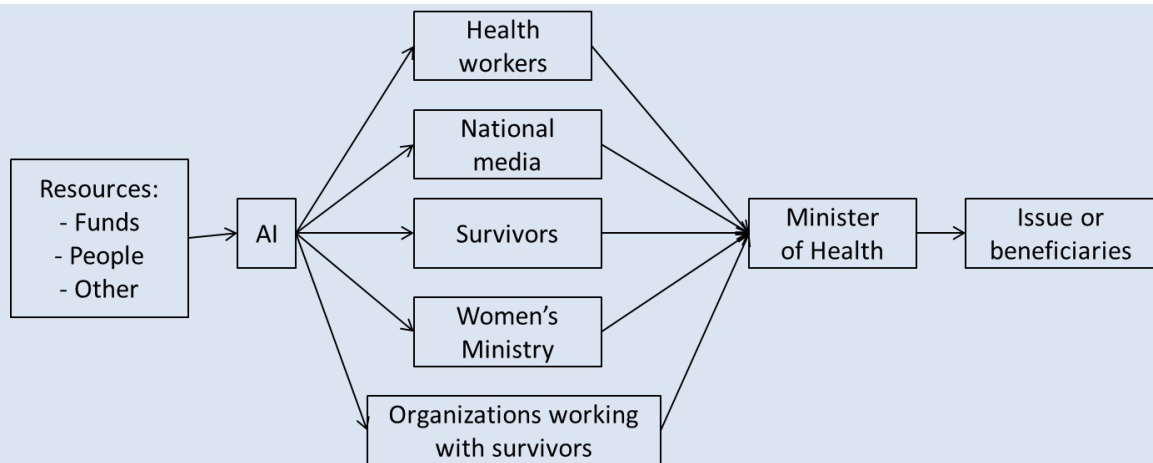 Health
workers
National
media
Resources:
- Funds
- People
- Other
AI
Survivors
Minister
of Health
Issue or
beneficiaries
Women’s
Ministry
Organizations working
with survivors